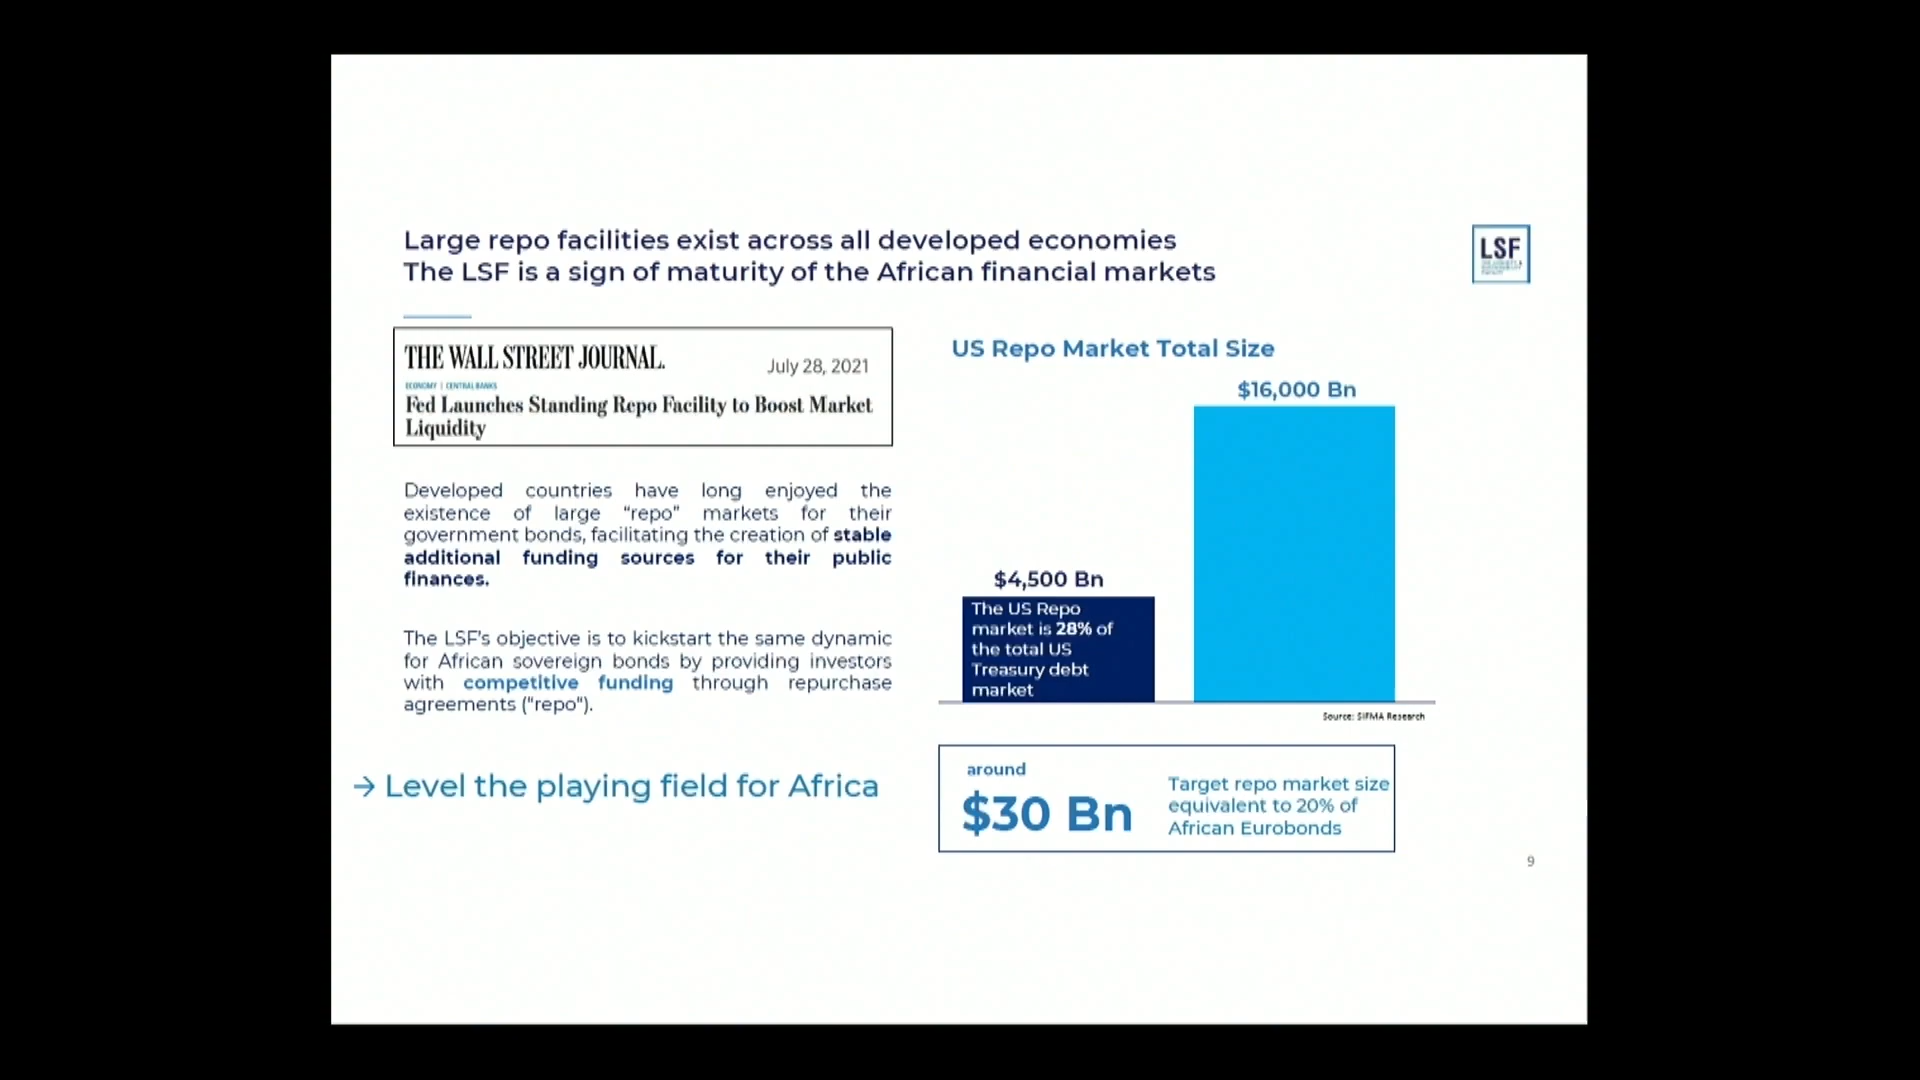 Large repo facilities exist across all developed economies
The LSF is a sign of maturity of the African financial markets
LSF
THE WALL STREET JOURNAL.
July 28, 2021
ECONOMY | CENTRAL BANKS
Fed Launches Standing Repo Facility to Boost Market
Liquidity
Developed countries have long enjoyed the
existence of large “repo” markets for their
government bonds, facilitating the creation of stable
additional funding sources for their public
finances.
The LSF's objective is to kickstart the same dynamic
for African sovereign bonds by providing investors
with competitive funding through repurchase
agreements ("repo").
→ Level the playing field for Africa
US Repo Market Total Size
$16,000 Bn
$4,500 Bn
The US Repo
market is 28% of
the total US
Treasury debt
market
Source: SIFMA Research
around
$30 Bn
Target repo market size
equivalent to 20% of
African Eurobonds
9